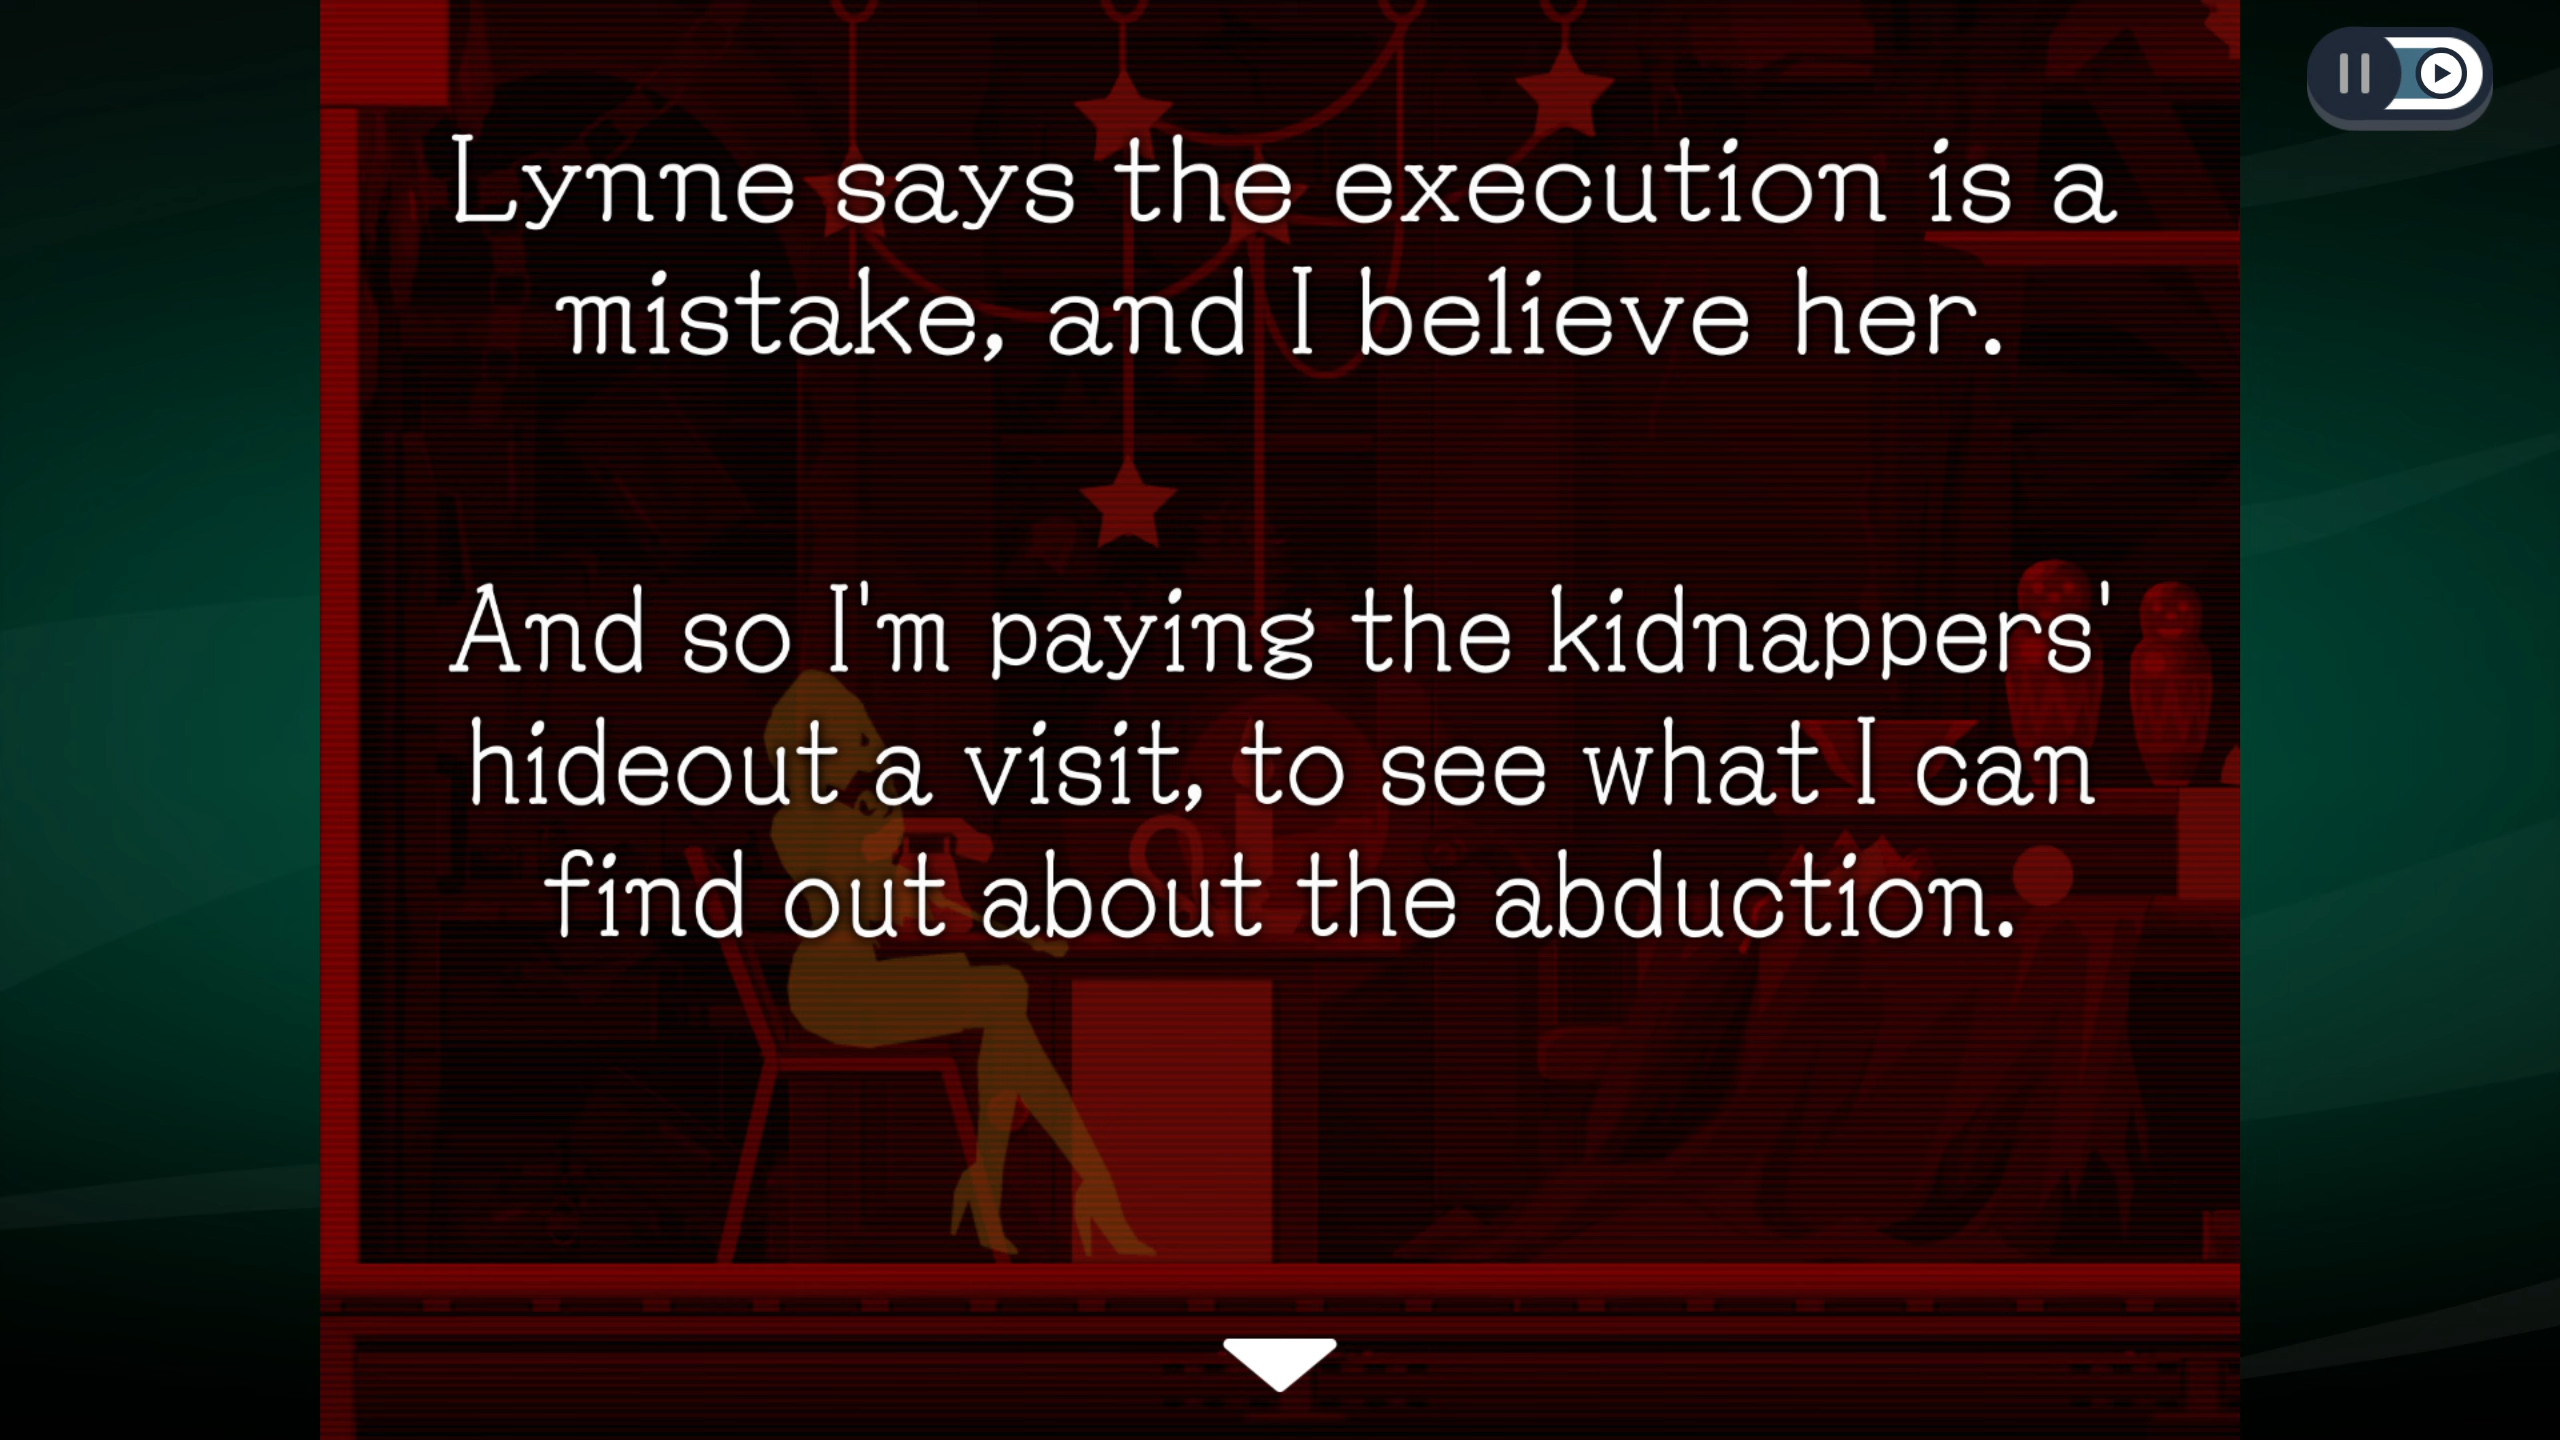 Lynne says the execution is a
mistake, and I believe her.
And so I'm paying the kidnappers'
hideout a visit, to see what I can
find out about the abduction.